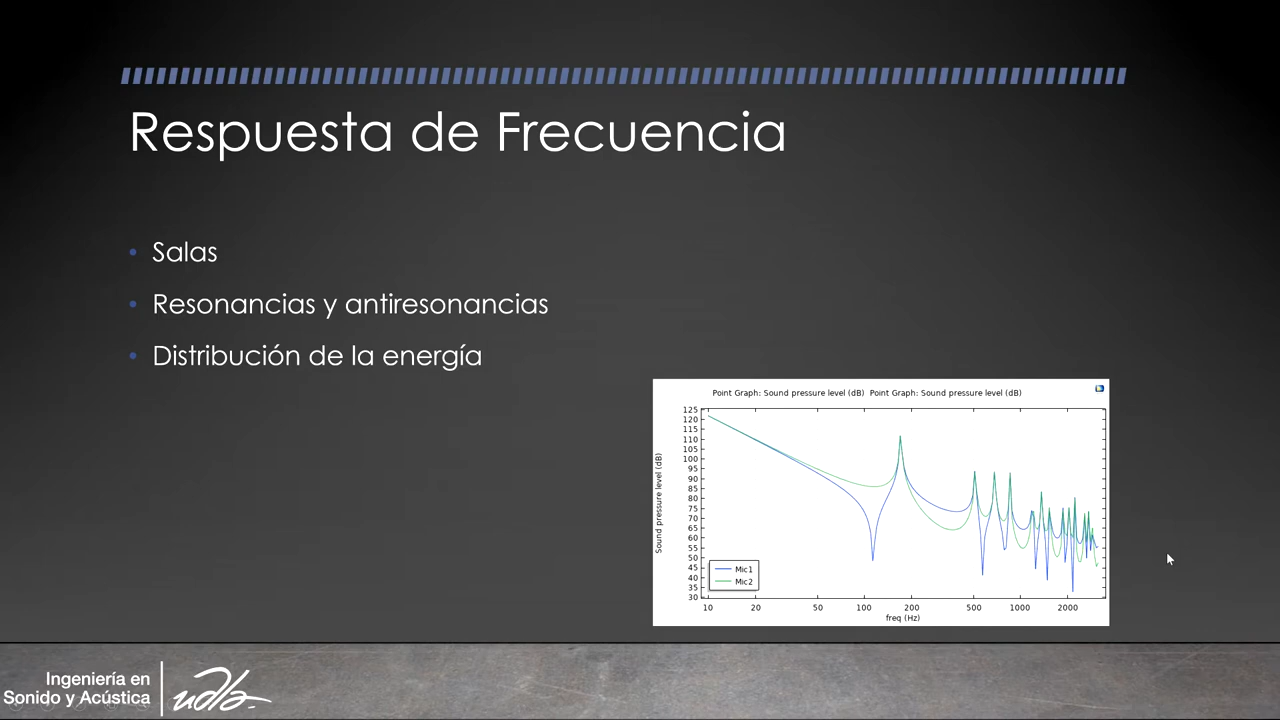 Respuesta de Frecuencia
• Salas
• Resonancias y antiresonancias
• Distribución de la energía
Point Graph: Sound pressure level (dB) Point Graph: Sound pressure level (dB)
Sound pressure level (dB)
125
120
115
110
105
100
95
90
85
80
75
70
65
60
55
50
45
40
35
30
Mic1
Mic2
10 20 50 100 200 500 1000 2000
freq (Hz)
Ingeniería en
Sonido y Acústica
udla